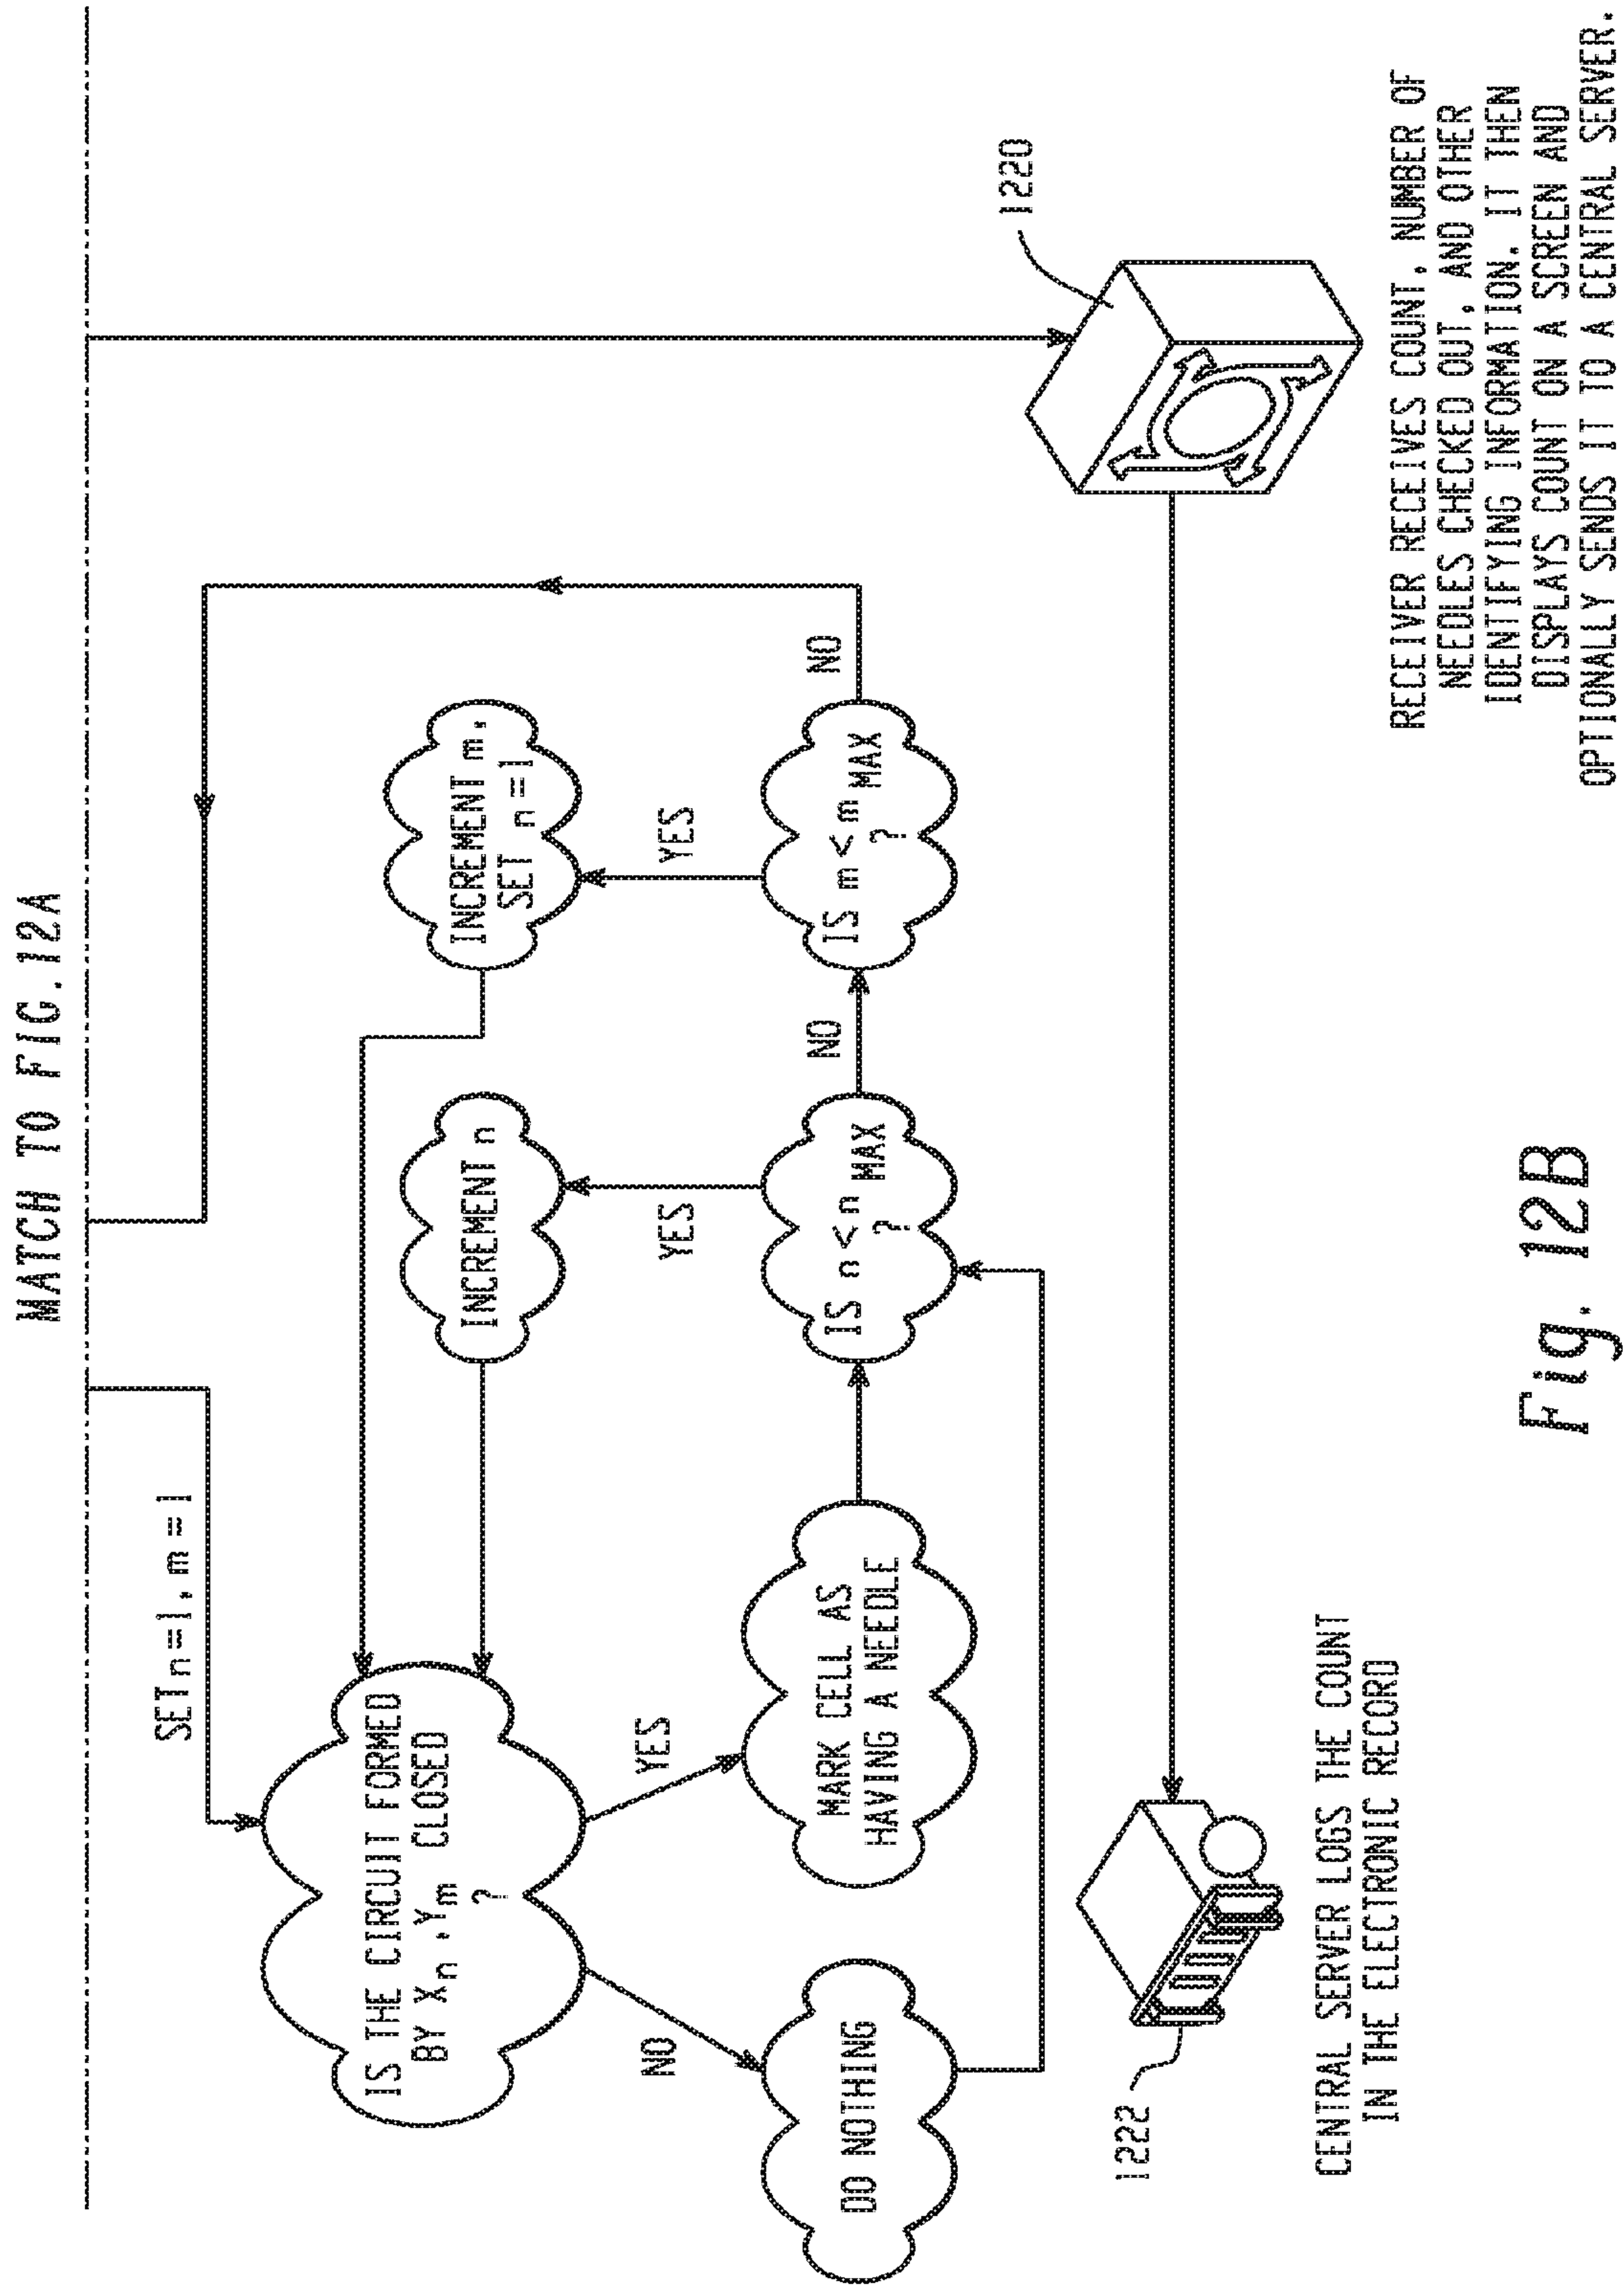 MATCH TO FIG. 12A
SET n=1, m=1
IS THE CIRCUIT FORMED
BY Xn, Ym CLOSED
?
INCREMENT n
INCREMENT m,
SET n=1
NO
YES
YES
YES
DO NOTHING
MARK CELL AS
HAVING A NEEDLE
IS n < n MAX
?
NO
IS m < m MAX
?
NO
1222
1220
CENTRAL SERVER LOGS THE COUNT
IN THE ELECTRONIC RECORD
RECEIVER RECEIVES COUNT, NUMBER OF
NEEDLES CHECKED OUT, AND OTHER
IDENTIFYING INFORMATION. IT THEN
DISPLAYS COUNT ON A SCREEN AND
OPTIONALLY SENDS IT TO A CENTRAL SERVER.
Fig. 12B